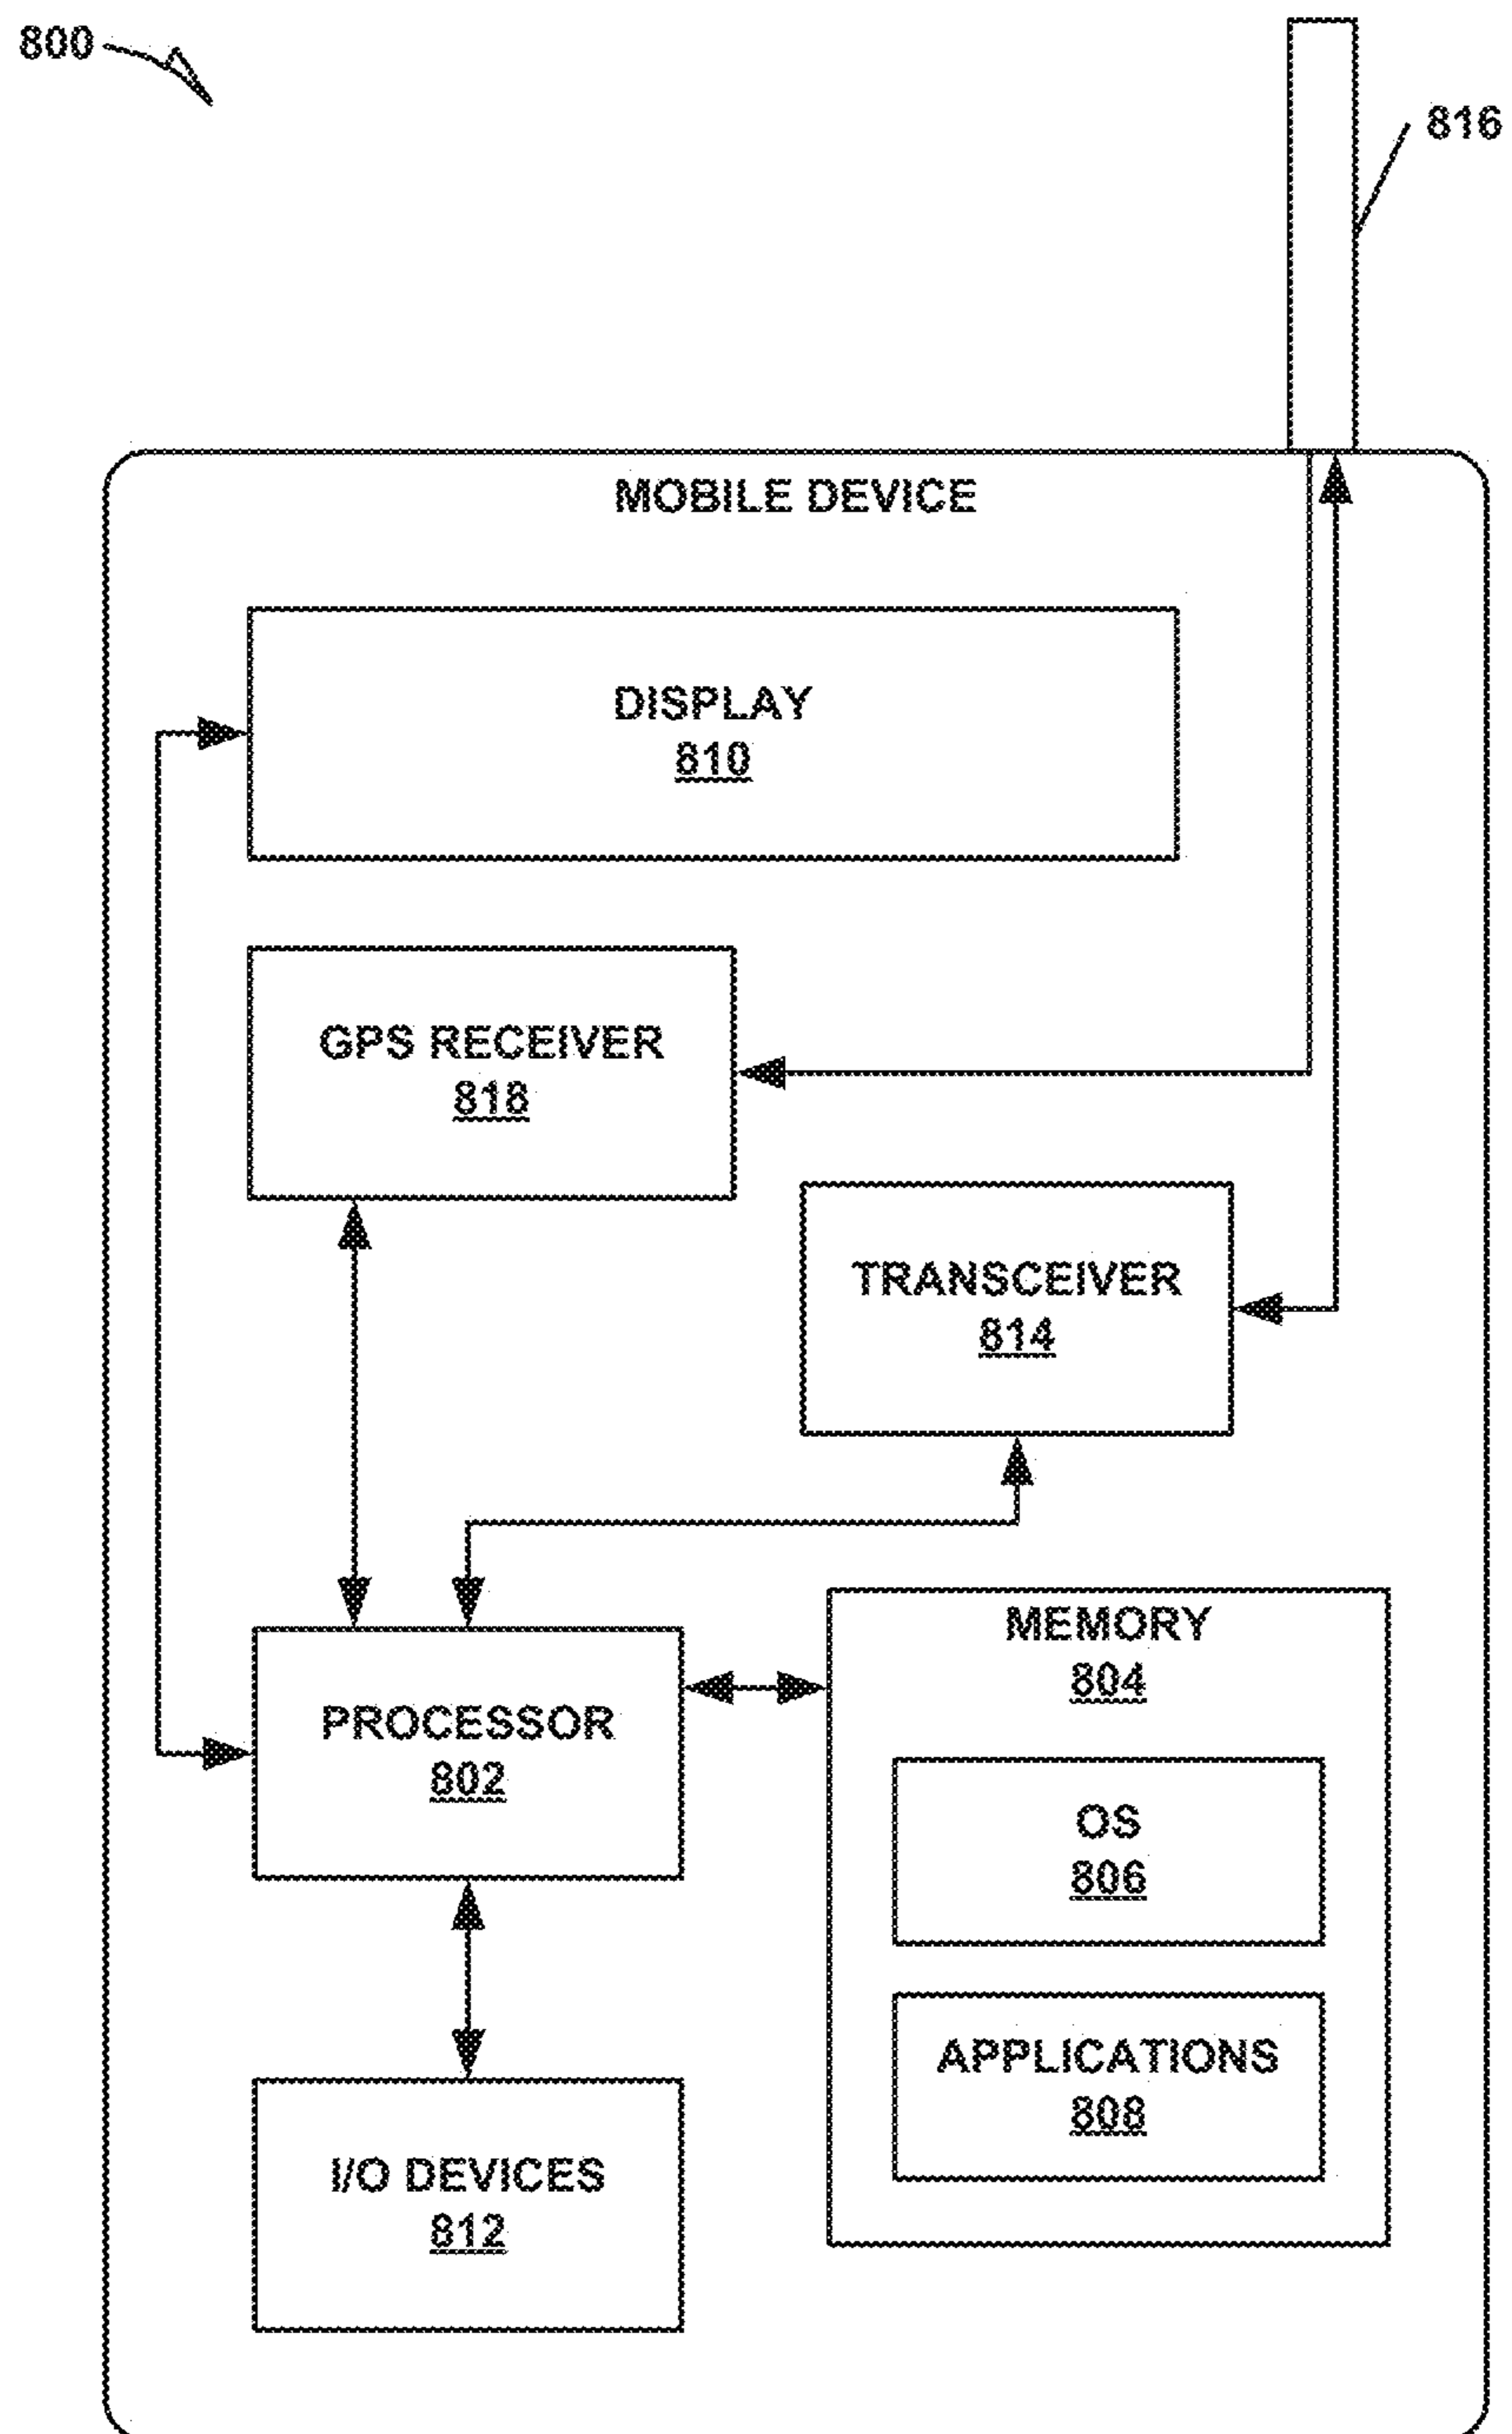 800
816
MOBILE DEVICE
DISPLAY
810
GPS RECEIVER
818
TRANSCEIVER
814
MEMORY
804
PROCESSOR
802
OS
806
APPLICATIONS
808
I/O DEVICES
812